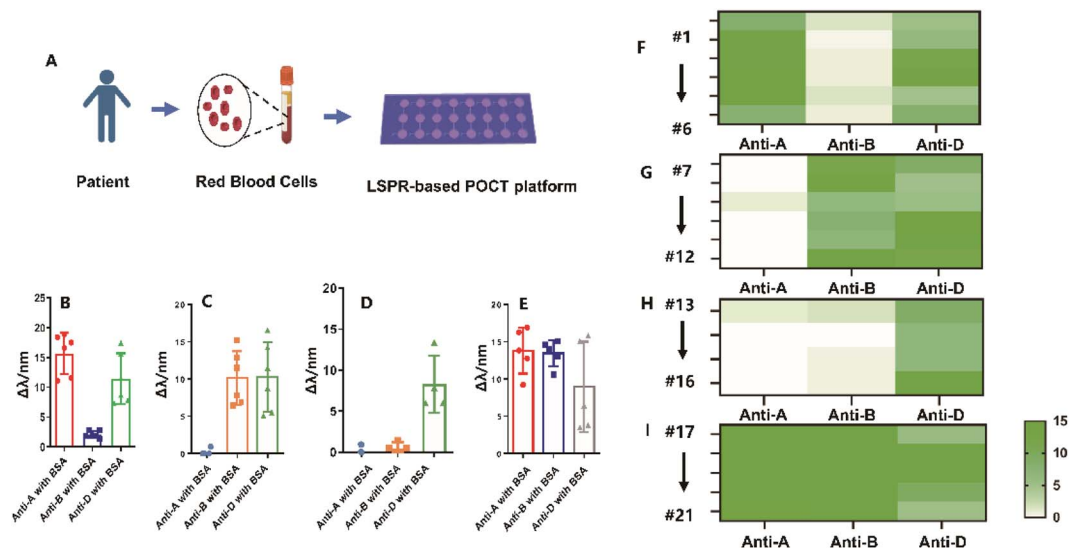 A
Patient
Red Blood Cells
LSPR-based POCT platform
B
Δλ/nm
25
20
15
10
5
0
Anti-A with BSA
Anti-B with BSA
Anti-D with BSA
C
Δλ/nm
20
15
10
5
0
Anti-A with BSA
Anti-B with BSA
Anti-D with BSA
D
Δλ/nm
20
15
10
5
0
Anti-A with BSA
Anti-B with BSA
Anti-D with BSA
E
Δλ/nm
20
15
10
5
0
Anti-A with BSA
Anti-B with BSA
Anti-D with BSA
F
#1
#6
Anti-A Anti-B Anti-D
G
#7
#12
Anti-A Anti-B Anti-D
H
#13
#16
Anti-A Anti-B Anti-D
I
#17
#21
Anti-A Anti-B Anti-D
15
10
5
0